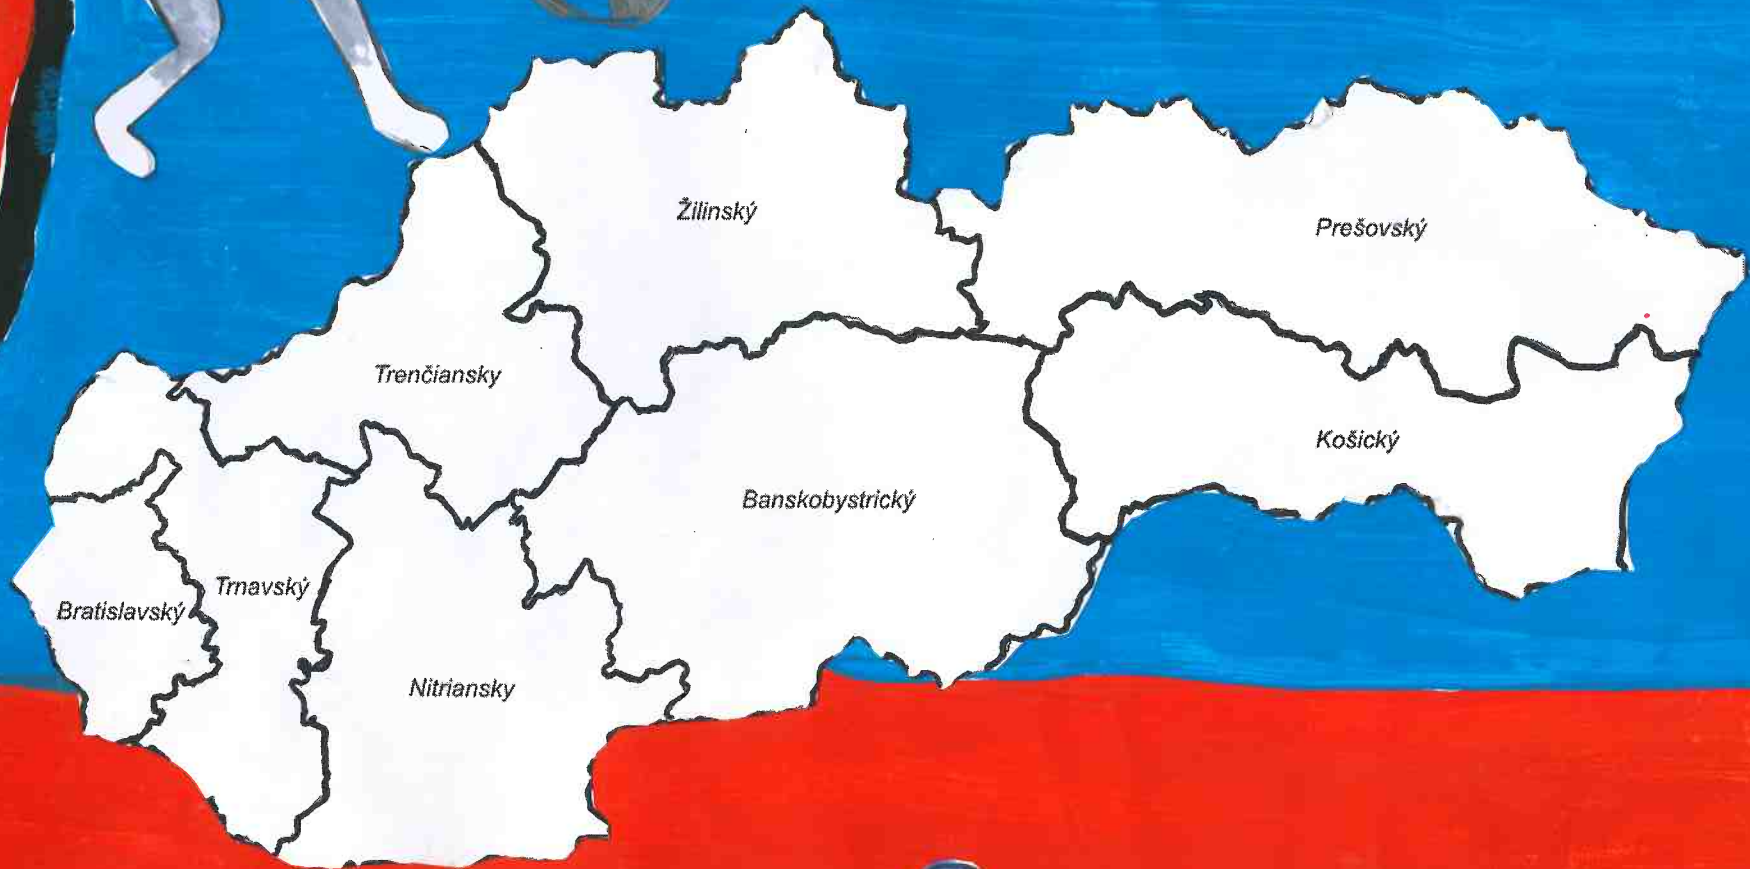 Žilinský
Prešovský
Trenčiansky
Košický
Banskobystrický
Trnavský
Bratislavský
Nitriansky